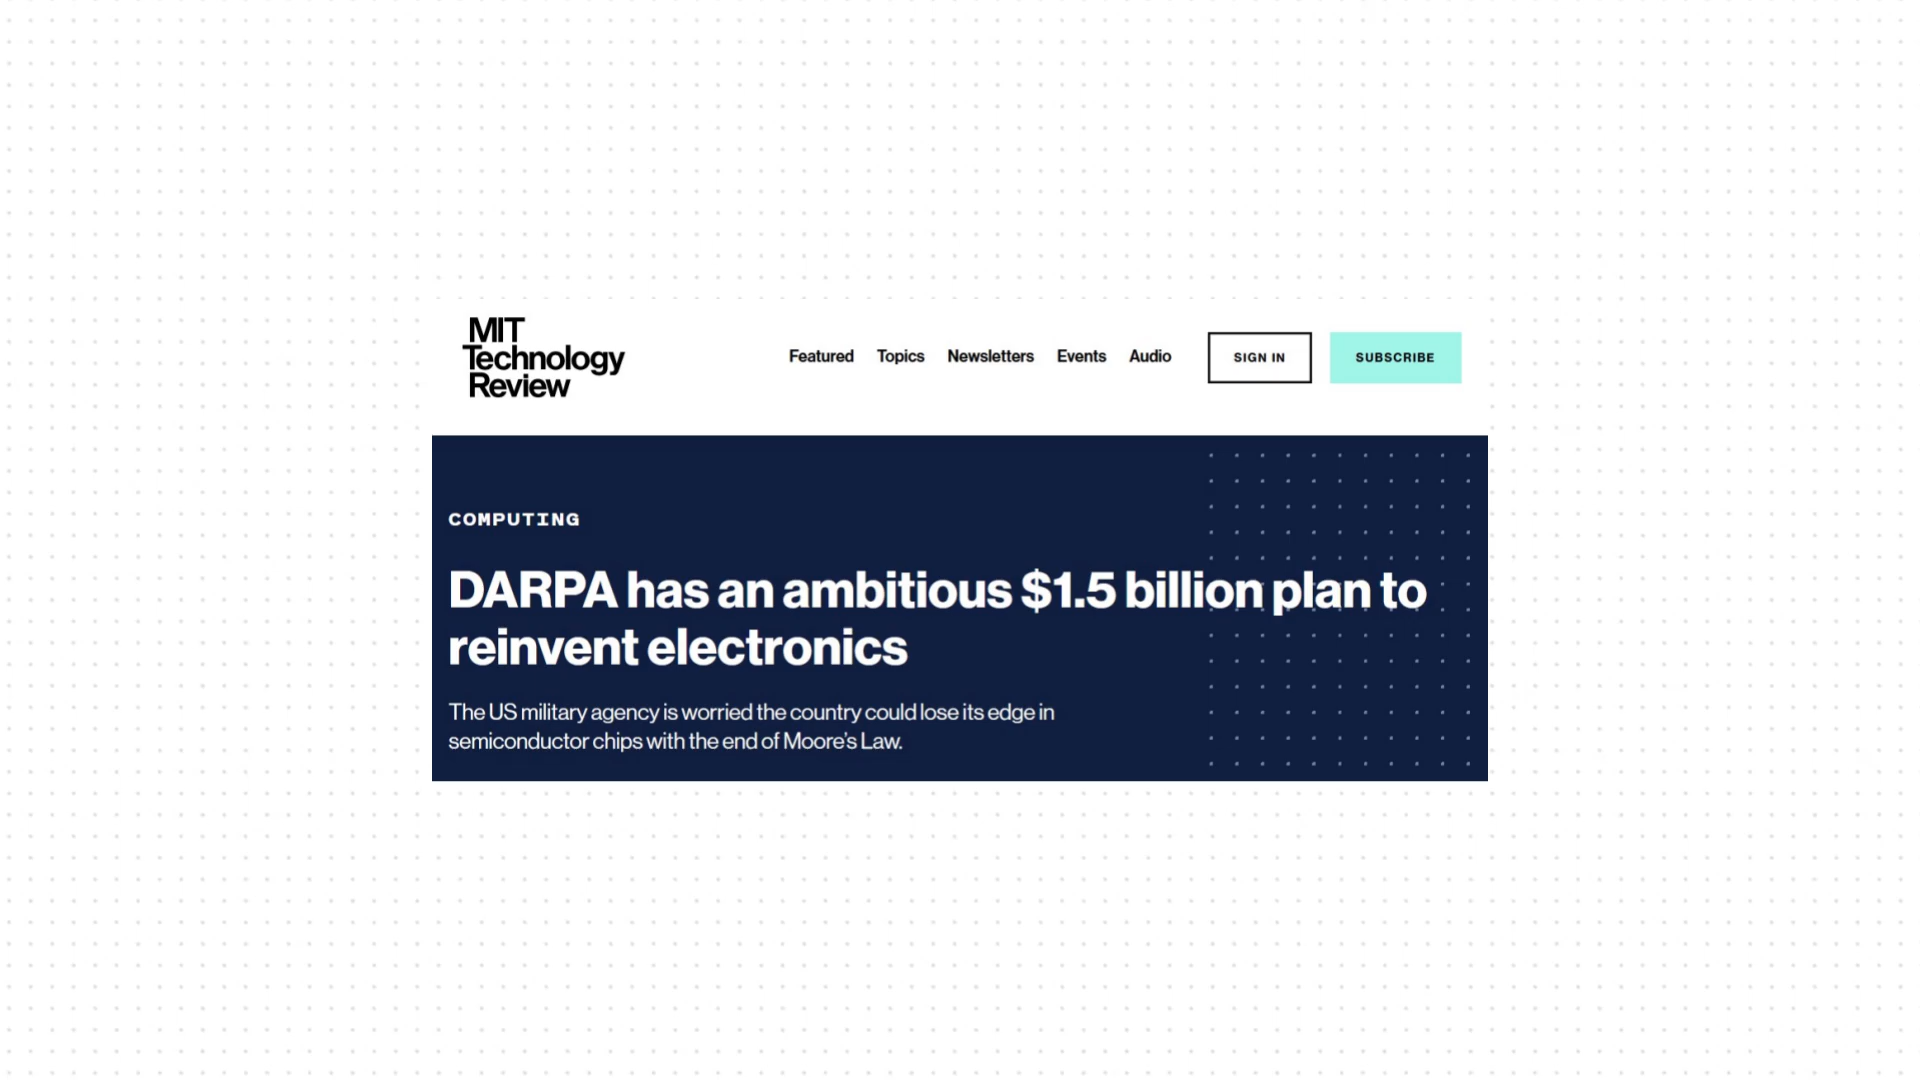 MIT
Technology
Review
Featured Topics Newsletters Events Audio SIGN IN SUBSCRIBE
COMPUTING
DARPA has an ambitious $1.5 billion plan to
reinvent electronics
The US military agency is worried the country could lose its edge in
semiconductor chips with the end of Moore’s Law.